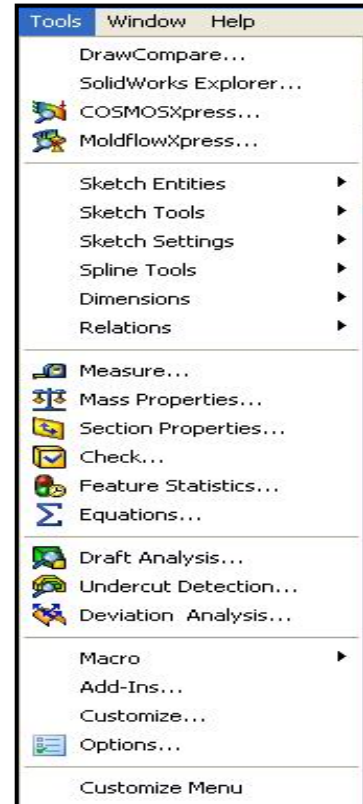 Tools Window Help
DrawCompare...
SolidWorks Explorer...
COSMOSXpress...
MoldflowXpress...
Sketch Entities
Sketch Tools
Sketch Settings
Spline Tools
Dimensions
Relations
Measure...
Mass Properties...
Section Properties...
Check...
Feature Statistics...
Equations...
Draft Analysis...
Undercut Detection...
Deviation Analysis...
Macro
Add-Ins...
Customize...
Options...
Customize Menu